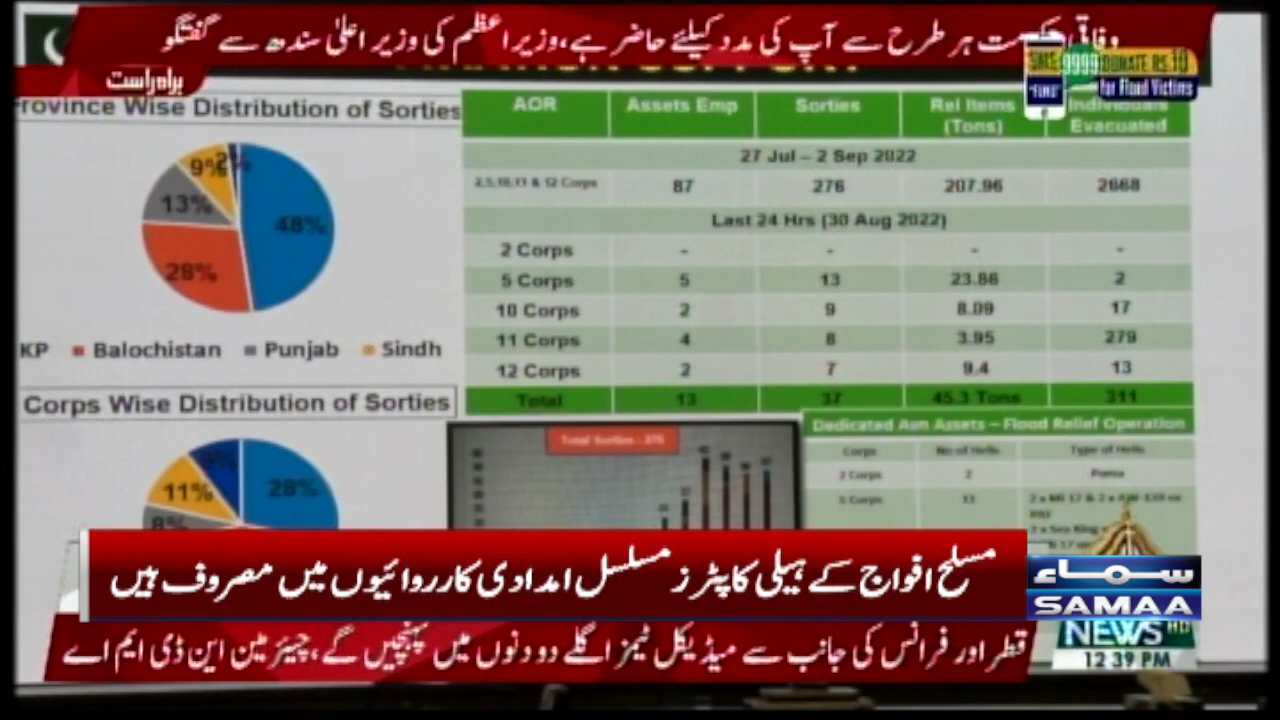 وفاقی حکومت ہر طرح سے آپ کی مدد کیلئے حاضر ہے،وزیراعظم کی وزیراعلیٰ سندھ سے گفتگو
براہ راست
SMS "FUND" 9999 DONATE RS:10
for Flood Victims
Province Wise Distribution of Sorties
48%
28%
13%
9%
2%
KP Balochistan Punjab Sindh
Corps Wise Distribution of Sorties
28%
11%
8%
AOR Assets Emp Sorties Rel Items (Tons) Individuals Evacuated
27 Jul – 2 Sep 2022
2,5,10,11 & 12 Corps 87 276 207.96 2668
Last 24 Hrs (30 Aug 2022)
2 Corps - - - -
5 Corps 5 13 23.86 2
10 Corps 2 9 8.09 17
11 Corps 4 8 3.95 279
12 Corps 2 7 9.4 13
Total 13 37 45.3 Tons 311
Total Sorties - 276
Dedicated Avn Assets – Flood Relief Operation
Corps No of Helis Type of Helis
2 Corps 2 Puma
5 Corps 11
مسلح افواج کے ہیلی کاپٹرز مسلسل امدادی کارروائیوں میں مصروف ہیں
قطر اور فرانس کی جانب سے میڈیکل ٹیمز اگلے دو دنوں میں پہنچیں گے،چیئرمین این ڈی ایم اے
سماء
SAMAA
NEWS HD
12:39 PM